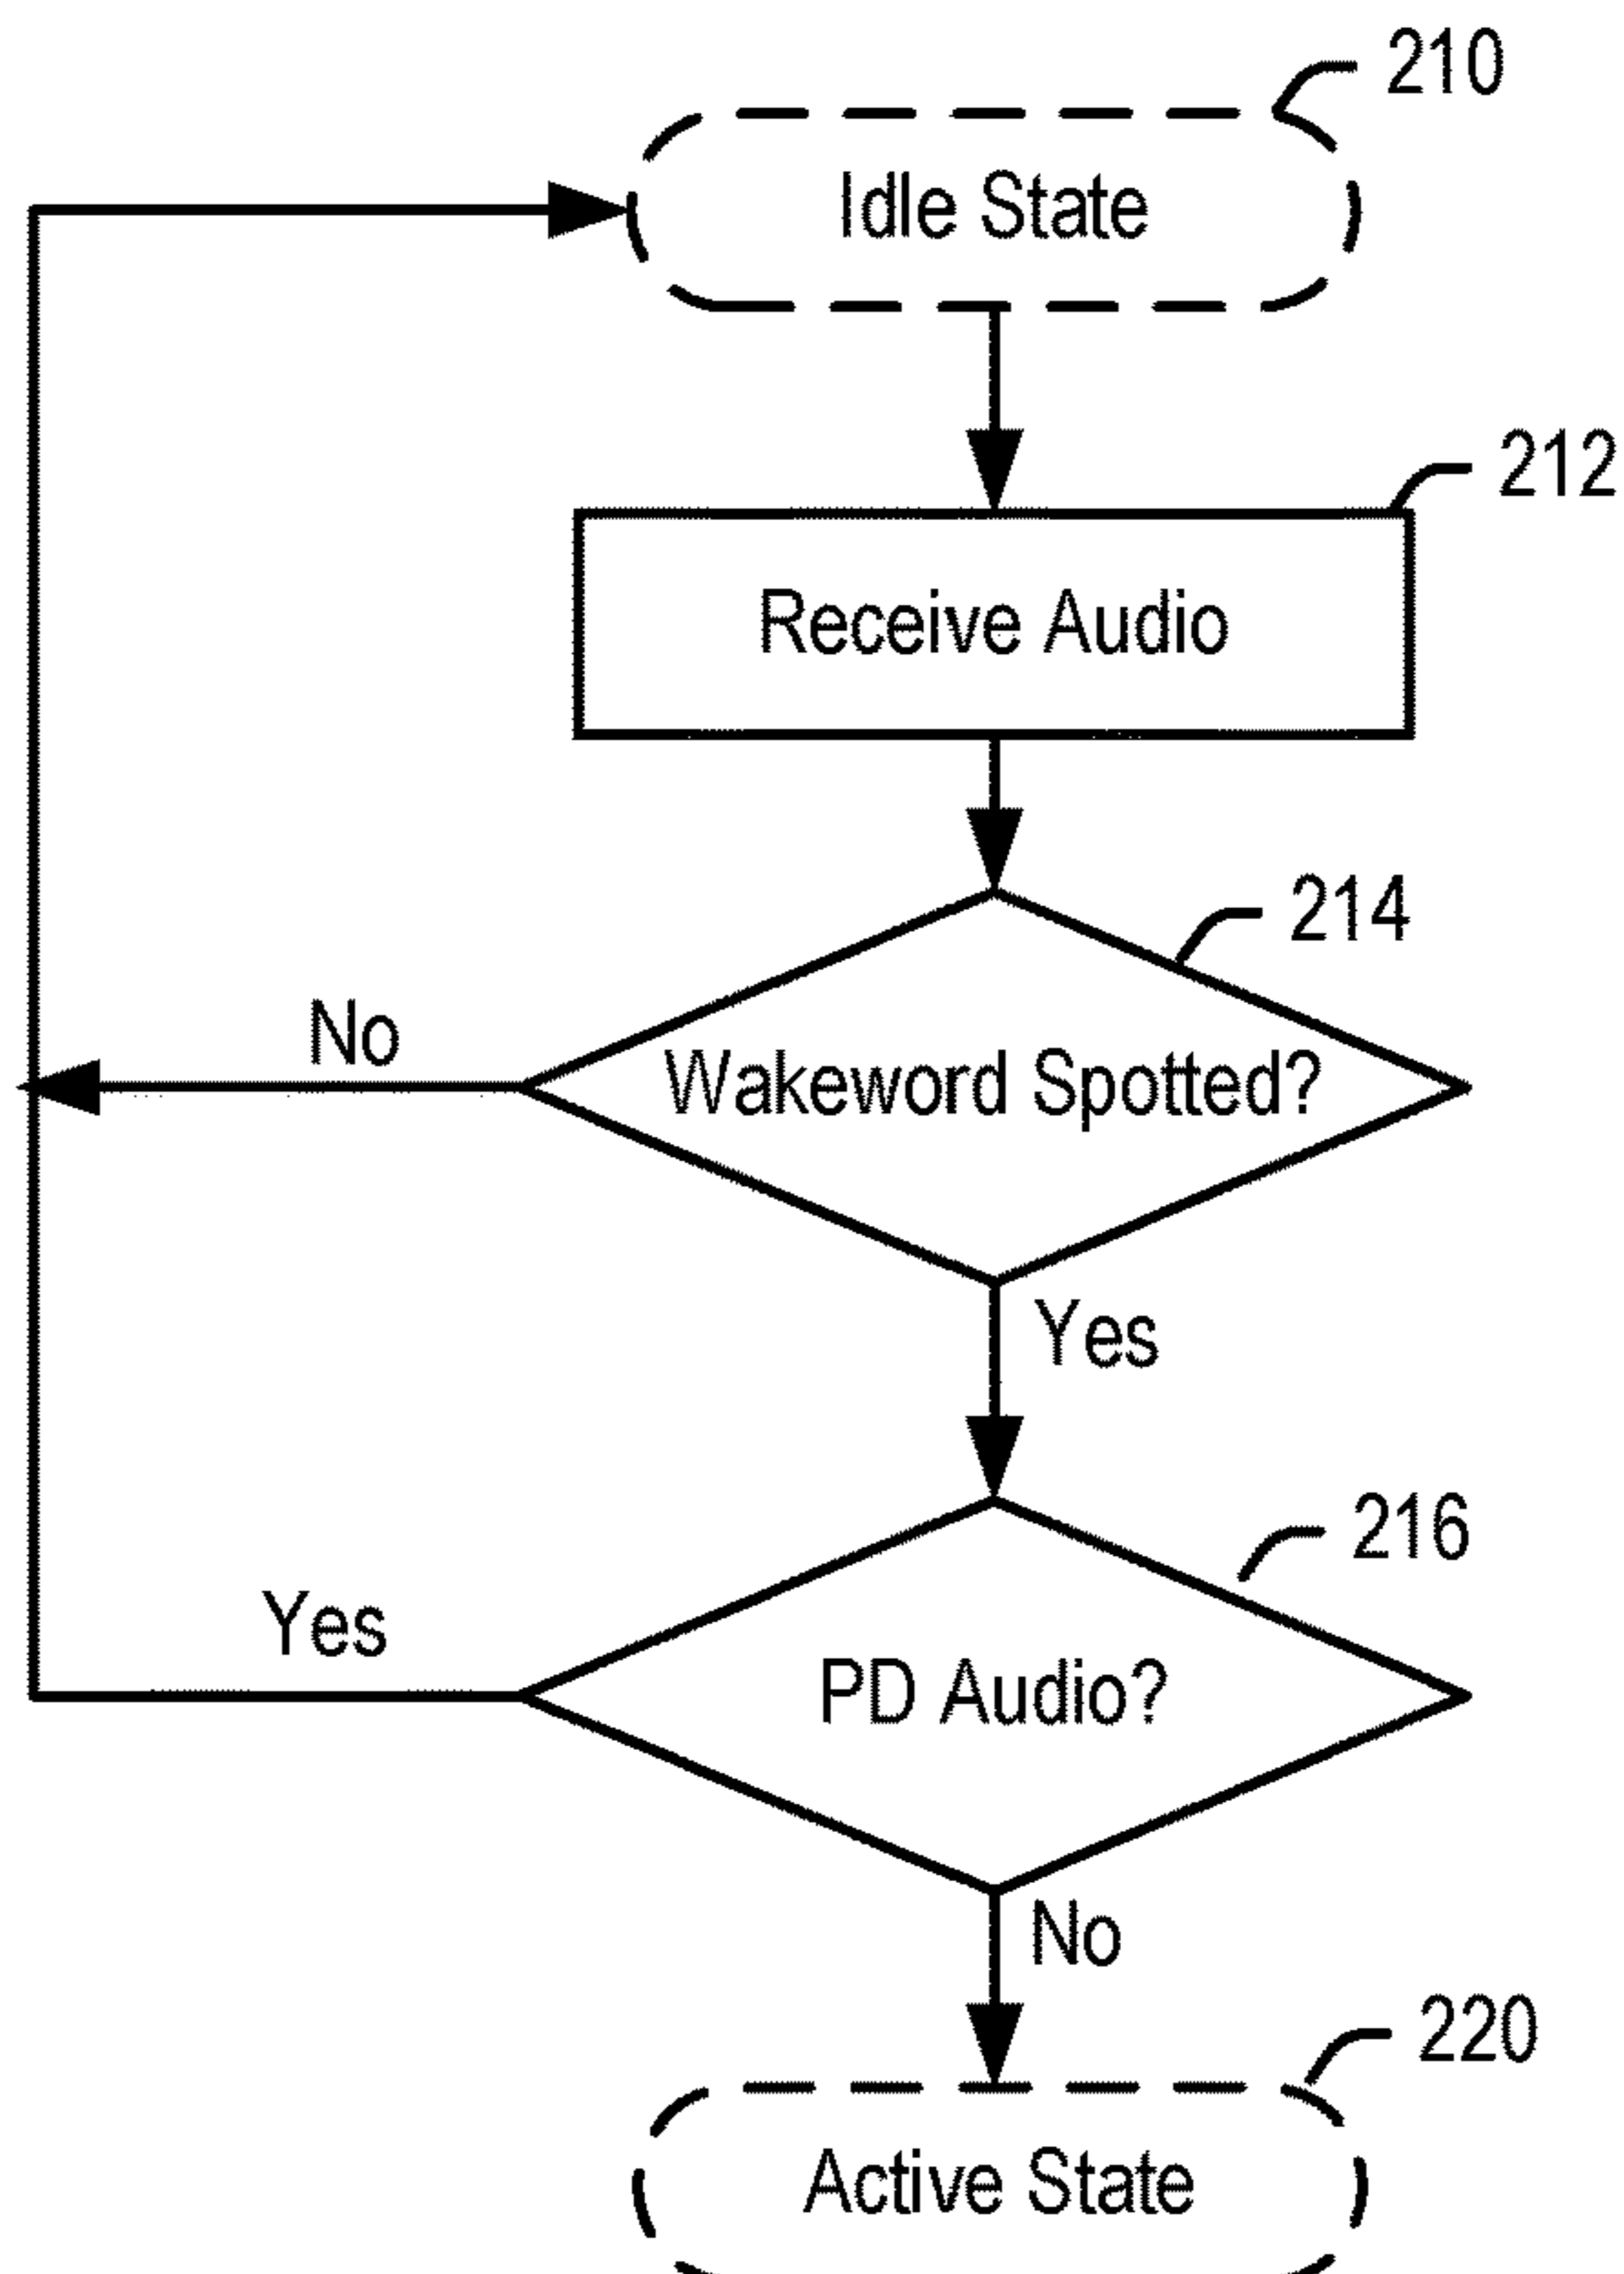 210
Idle State
212
Receive Audio
214
No
Wakeword Spotted?
Yes
216
Yes
PD Audio?
No
220
Active State